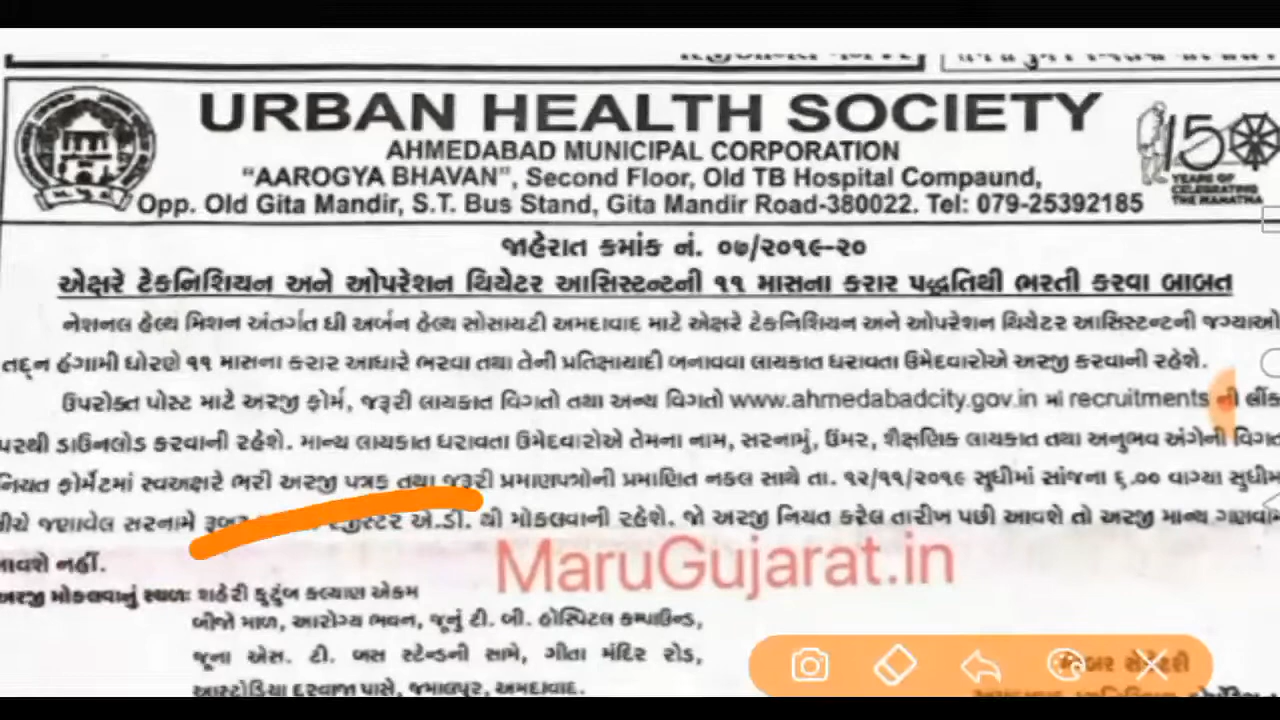 URBAN HEALTH SOCIETY
AHMEDABAD MUNICIPAL CORPORATION
"AAROGYA BHAVAN", Second Floor, Old TB Hospital Compaund,
Opp. Old Gita Mandir, S.T. Bus Stand, Gita Mandir Road-380022. Tel: 079-25392185
150
YEARS OF
CELEBRATING
THE MAHATMA
જાહેરાત ક્રમાંક નં. ૦૭/૨૦૧૯-૨૦
એક્ષરે ટેકનિશિયન અને ઓપરેશન થિયેટર આસિસ્ટન્ટની ૧૧ માસના કરાર પદ્ધતિથી ભરતી કરવા બાબત
નેશનલ હેલ્થ મિશન અંતર્ગત ધી અર્બન હેલ્થ સોસાયટી અમદાવાદ માટે એક્ષરે ટેકનિશિયન અને ઓપરેશન થિયેટર આસિસ્ટન્ટની જગ્યાઓ
તદ્દન હંગામી ધોરણે ૧૧ માસના કરાર આધારે ભરવા તથા તેની પ્રતિક્ષાયાદી બનાવવા લાયકાત ધરાવતા ઉમેદવારોએ અરજી કરવાની રહેશે.
ઉપરોક્ત પોસ્ટ માટે અરજી ફોર્મ, જરૂરી લાયકાત વિગતો તથા અન્ય વિગતો www.ahmedabadcity.gov.in માં recruitments ની લીંક
પરથી ડાઉનલોડ કરવાની રહેશે. માન્ય લાયકાત ધરાવતા ઉમેદવારોએ તેમના નામ, સરનામું, ઉંમર, શૈક્ષણિક લાયકાત તથા અનુભવ અંગેની વિગત
નિયત ફોર્મેટમાં સ્વઅક્ષરે ભરી અરજી પત્રક તથા જરૂરી પ્રમાણપત્રોની પ્રમાણિત નકલ સાથે તા. ૧૨/૧૧/૨૦૧૯ સુધીમાં સાંજના ૬.૦૦ વાગ્યા સુધીમાં
જણાવેલ સરનામે રજીસ્ટર એ.ડી. થી મોકલવાની રહેશે. જો અરજી નિયત કરેલ તારીખ પછી આવશે તો અરજી માન્ય
આવશે નહીં.
MaruGujarat.in
અરજી મોકલવાનું સ્થળઃ શહેરી કુટુંબ કલ્યાણ એકમ
બીજો માળ, આરોગ્ય ભવન, જૂનું ટી. બી. હોસ્પિટલ કમ્પાઉન્ડ,
જૂના એસ. ટી. બસ સ્ટેન્ડની સામે, ગીતા મંદિર રોડ,
આસ્ટોડિયા દરવાજા પાસે, જમાલપુર, અમદાવાદ.
સેક્રેટરી